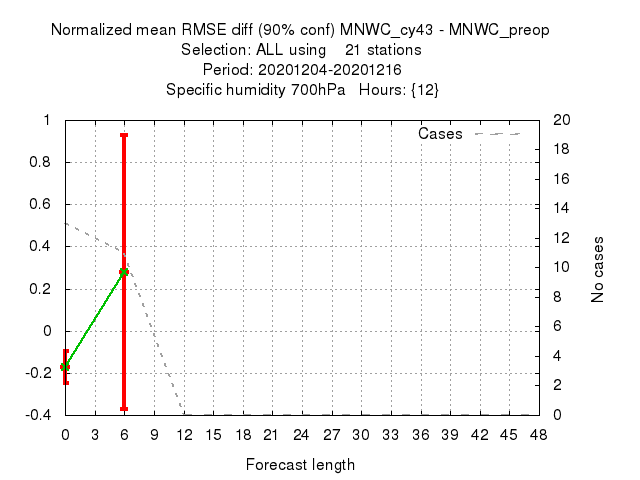 Normalized mean RMSE diff (90% conf) MNWC_cy43 - MNWC_preop
Selection: ALL using 21 stations
Period: 20201204-20201216
Specific humidity 700hPa Hours: {12}
Cases
1
0.8
0.6
0.4
0.2
0
-0.2
-0.4
20
18
16
14
12
10
8
6
4
2
0
No cases
0 3 6 9 12 15 18 21 24 27 30 33 36 39 42 45 48
Forecast length